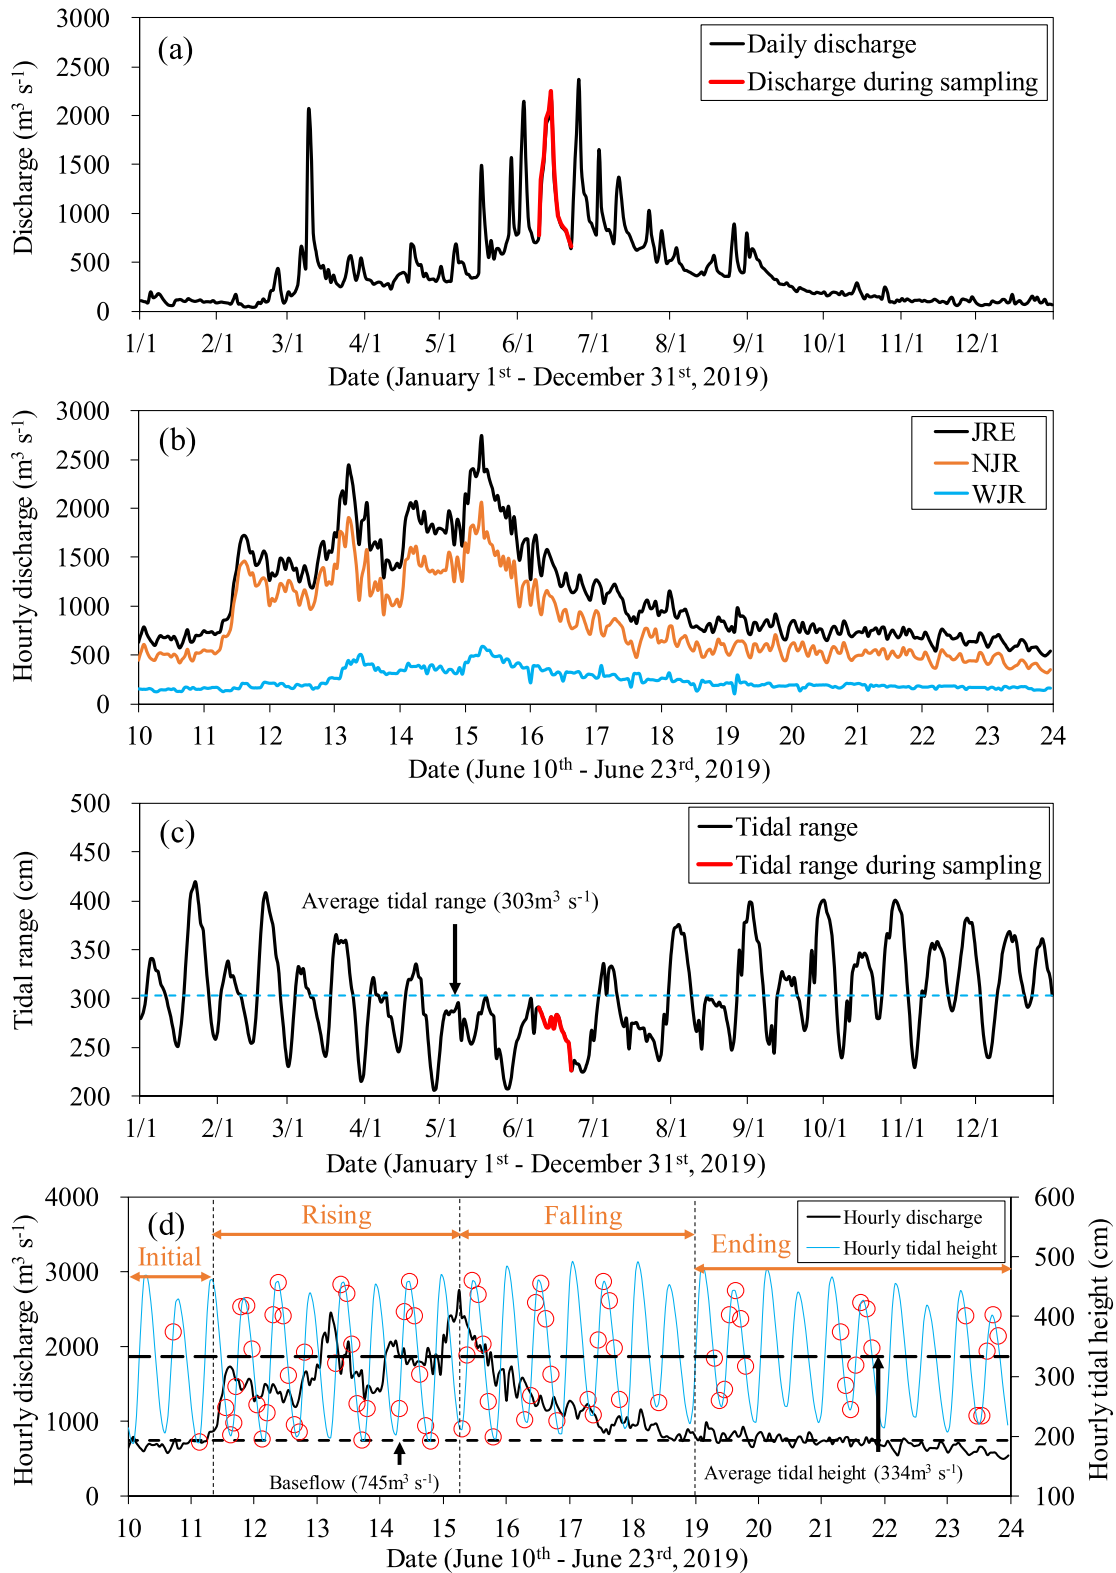 (a)
Discharge (m³ s⁻¹)
3000
2500
2000
1500
1000
500
0
Daily discharge
Discharge during sampling
1/1 2/1 3/1 4/1 5/1 6/1 7/1 8/1 9/1 10/1 11/1 12/1
Date (January 1st - December 31st, 2019)
(b)
Hourly discharge (m³ s⁻¹)
3000
2500
2000
1500
1000
500
0
JRE
NJR
WJR
10 11 12 13 14 15 16 17 18 19 20 21 22 23 24
Date (June 10th - June 23rd, 2019)
(c)
Tidal range (cm)
500
450
400
350
300
250
200
Tidal range
Tidal range during sampling
Average tidal range (303m³ s⁻¹)
1/1 2/1 3/1 4/1 5/1 6/1 7/1 8/1 9/1 10/1 11/1 12/1
Date (January 1st - December 31st, 2019)
(d)
Hourly discharge (m³ s⁻¹)
4000
3000
2000
1000
0
Initial
Rising
Falling
Ending
Hourly discharge
Hourly tidal height
Baseflow (745m³ s⁻¹)
Average tidal height (334m³ s⁻¹)
600
500
400
300
200
100
Hourly tidal height (cm)
10 11 12 13 14 15 16 17 18 19 20 21 22 23 24
Date (June 10th - June 23rd, 2019)